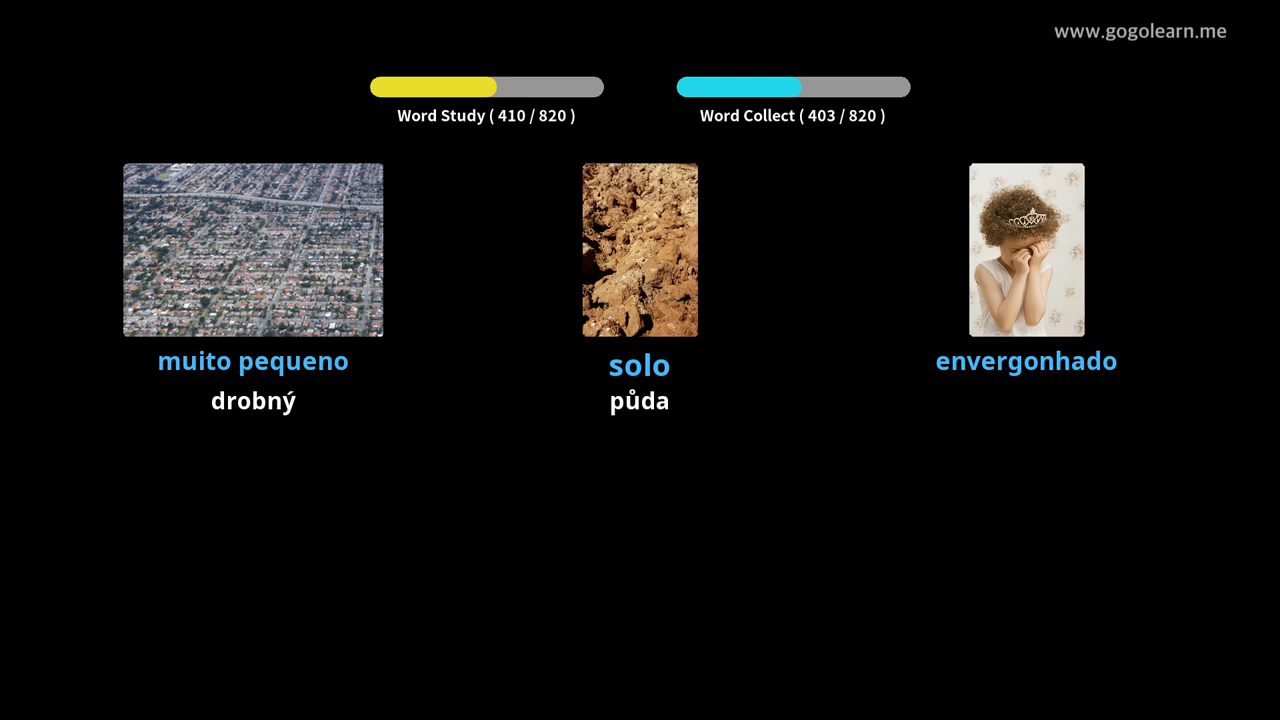 www.gogolearn.me
Word Study ( 410 / 820 )
Word Collect ( 403 / 820 )
muito pequeno
drobný
solo
půda
envergonhado